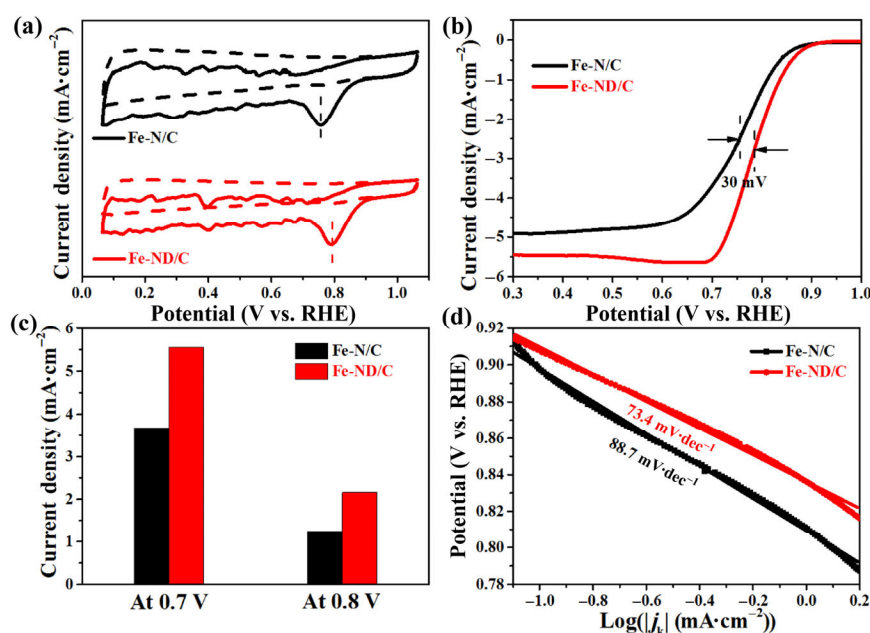 (a)
Current density (mA·cm−2)
Fe-N/C
Fe-ND/C
0.0 0.2 0.4 0.6 0.8 1.0
Potential (V vs. RHE)
(b)
Current density (mA·cm−2)
0
−1
−2
−3
−4
−5
−6
Fe-N/C
Fe-ND/C
30 mV
0.3 0.4 0.5 0.6 0.7 0.8 0.9 1.0
Potential (V vs. RHE)
(c)
Current density (mA·cm−2)
6
5
4
3
2
1
0
Fe-N/C
Fe-ND/C
At 0.7 V At 0.8 V
(d)
Potential (V vs. RHE)
0.92
0.90
0.88
0.86
0.84
0.82
0.80
0.78
Fe-N/C
Fe-ND/C
73.4 mV·dec−1
88.7 mV·dec−1
−1.0 −0.8 −0.6 −0.4 −0.2 0.0 0.2
Log(|jk| (mA·cm−2)